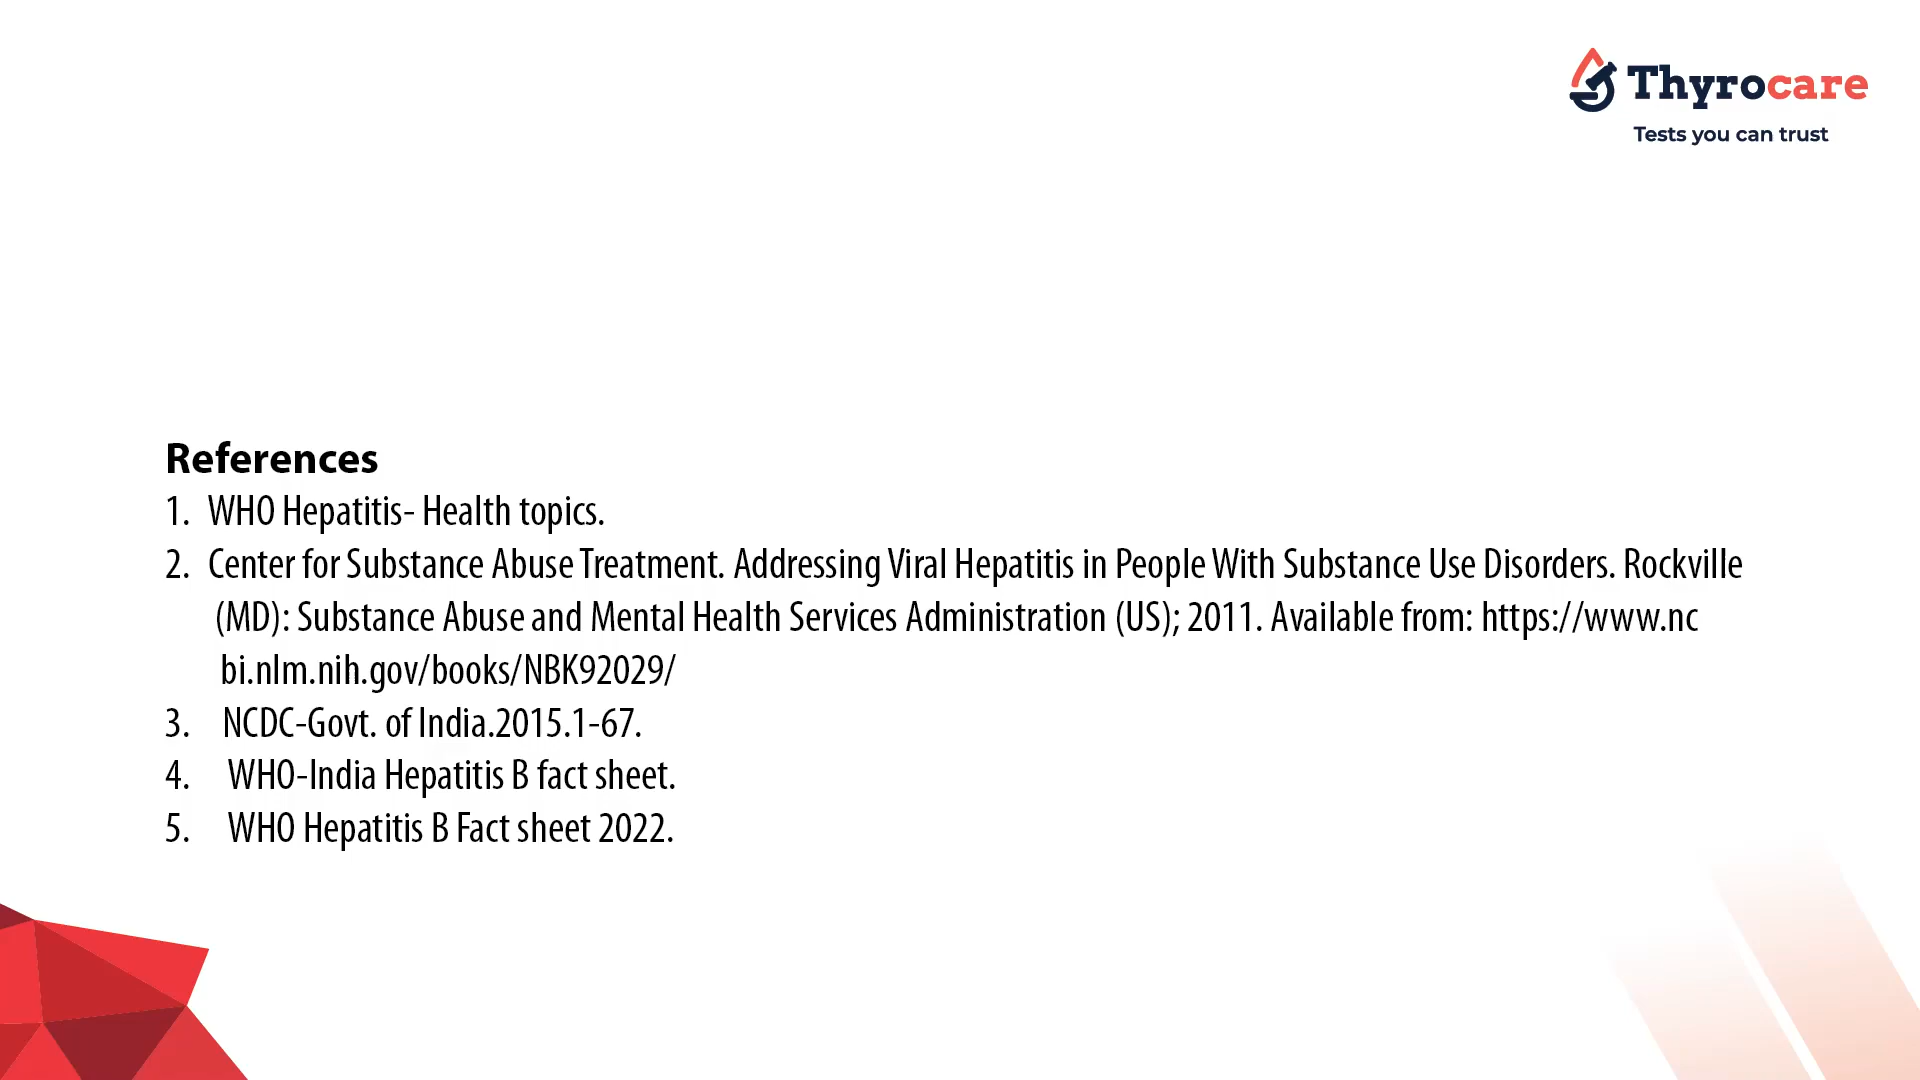 Thyrocare
Tests you can trust
References
1. WHO Hepatitis- Health topics.
2. Center for Substance Abuse Treatment. Addressing Viral Hepatitis in People With Substance Use Disorders. Rockville
(MD): Substance Abuse and Mental Health Services Administration (US); 2011. Available from: https://www.nc
bi.nlm.nih.gov/books/NBK92029/
3. NCDC-Govt. of India.2015.1-67.
4. WHO-India Hepatitis B fact sheet.
5. WHO Hepatitis B Fact sheet 2022.